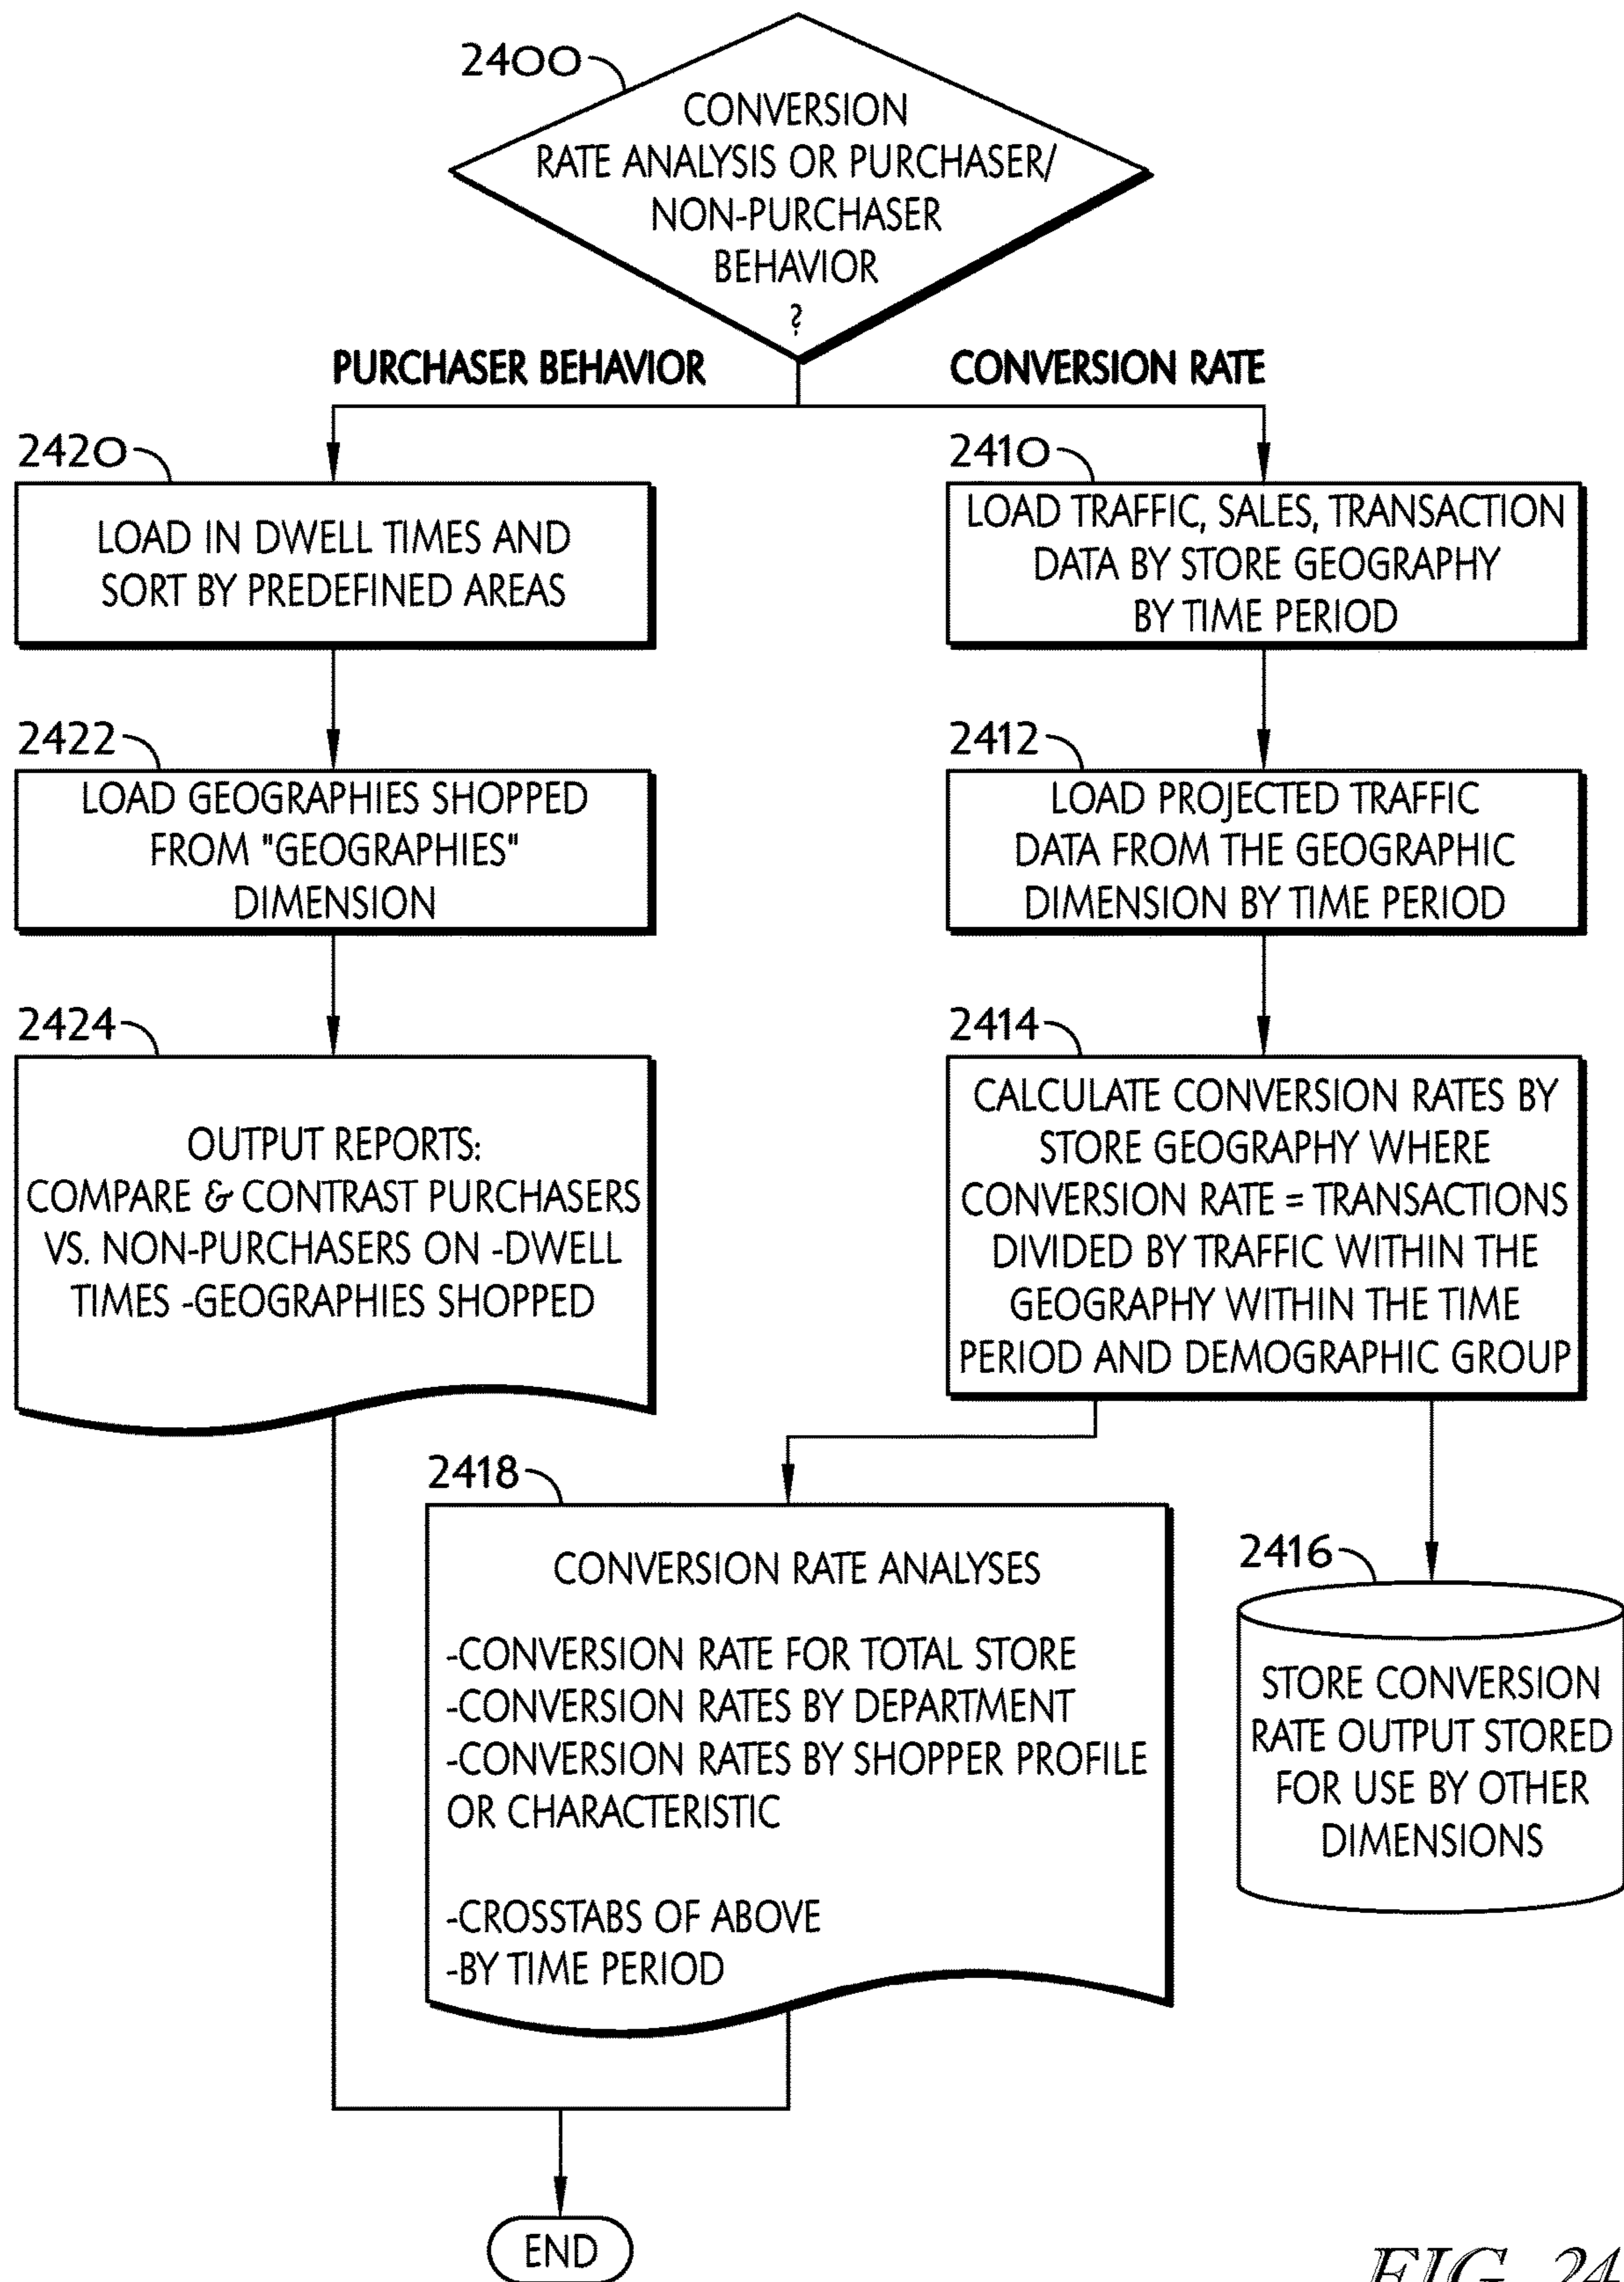 2400
CONVERSION
RATE ANALYSIS OR PURCHASER/
NON-PURCHASER
BEHAVIOR
?
PURCHASER BEHAVIOR
CONVERSION RATE
2420
LOAD IN DWELL TIMES AND
SORT BY PREDEFINED AREAS
2410
LOAD TRAFFIC, SALES, TRANSACTION
DATA BY STORE GEOGRAPHY
BY TIME PERIOD
2422
LOAD GEOGRAPHIES SHOPPED
FROM "GEOGRAPHIES"
DIMENSION
2412
LOAD PROJECTED TRAFFIC
DATA FROM THE GEOGRAPHIC
DIMENSION BY TIME PERIOD
2424
OUTPUT REPORTS:
COMPARE & CONTRAST PURCHASERS
VS. NON-PURCHASERS ON -DWELL
TIMES -GEOGRAPHIES SHOPPED
2414
CALCULATE CONVERSION RATES BY
STORE GEOGRAPHY WHERE
CONVERSION RATE = TRANSACTIONS
DIVIDED BY TRAFFIC WITHIN THE
GEOGRAPHY WITHIN THE TIME
PERIOD AND DEMOGRAPHIC GROUP
2418
CONVERSION RATE ANALYSES
-CONVERSION RATE FOR TOTAL STORE
-CONVERSION RATES BY DEPARTMENT
-CONVERSION RATES BY SHOPPER PROFILE
OR CHARACTERISTIC
-CROSSTABS OF ABOVE
-BY TIME PERIOD
2416
STORE CONVERSION
RATE OUTPUT STORED
FOR USE BY OTHER
DIMENSIONS
END
FIG. 24